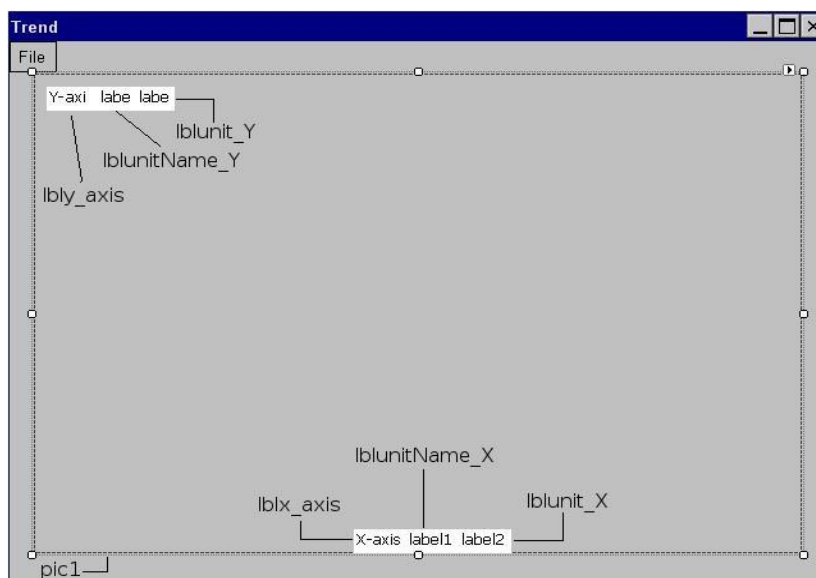 Trend
File
Y-axi labe labe
lblunit_Y
lblunitName_Y
lbly_axis
lblunitName_X
lblx_axis
lblunit_X
X-axis label1 label2
pic1